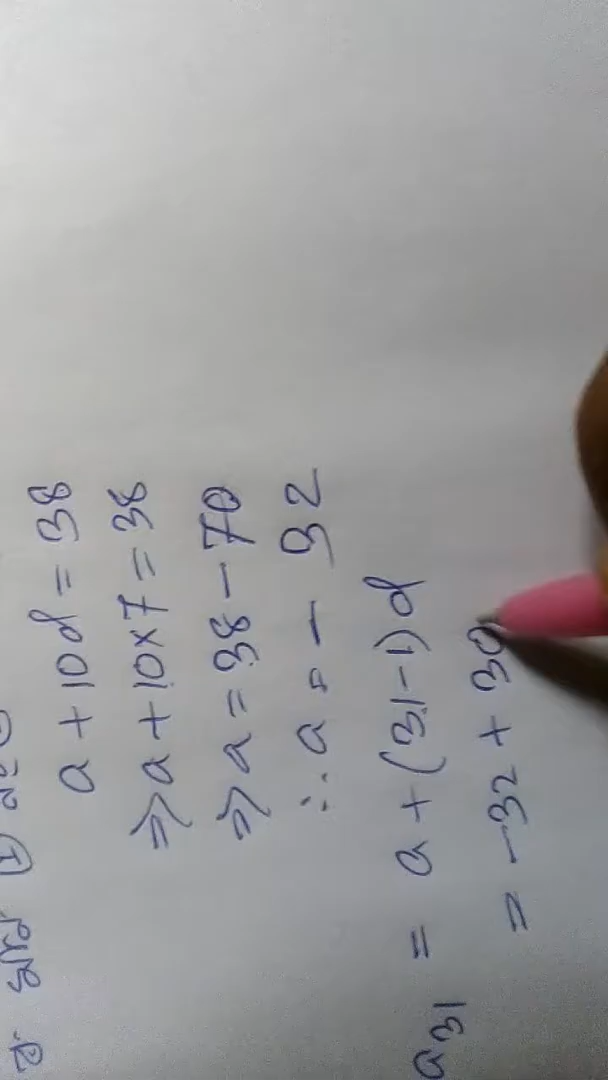 a + 10d = 38
⇒ a + 10×7 = 38
⇒ a = 38 - 70
∴ a = - 32
a₃₁ = a + (31-1)d
= -32 + 30